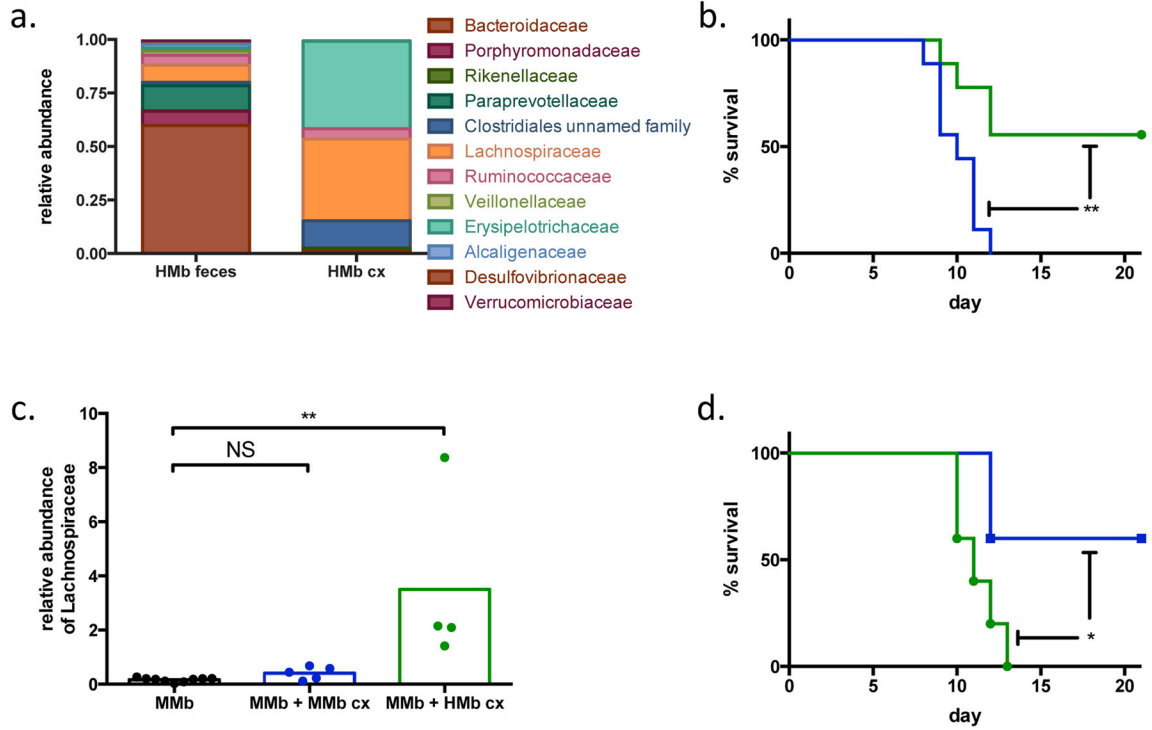 a.
relative abundance
1.00
0.75
0.50
0.25
0.00
HMb feces
HMb cx
Bacteroidaceae
Porphyromonadaceae
Rikenellaceae
Paraprevotellaceae
Clostridiales unnamed family
Lachnospiraceae
Ruminococcaceae
Veillonellaceae
Erysipelotrichaceae
Alcaligenaceae
Desulfovibrionaceae
Verrucomicrobiaceae
b.
% survival
100
50
0
**
0 5 10 15 20
day
c.
relative abundance
of Lachnospiraceae
10
8
6
4
2
0
**
NS
MMb
MMb + MMb cx
MMb + HMb cx
d.
% survival
100
50
0
*
0 5 10 15 20
day